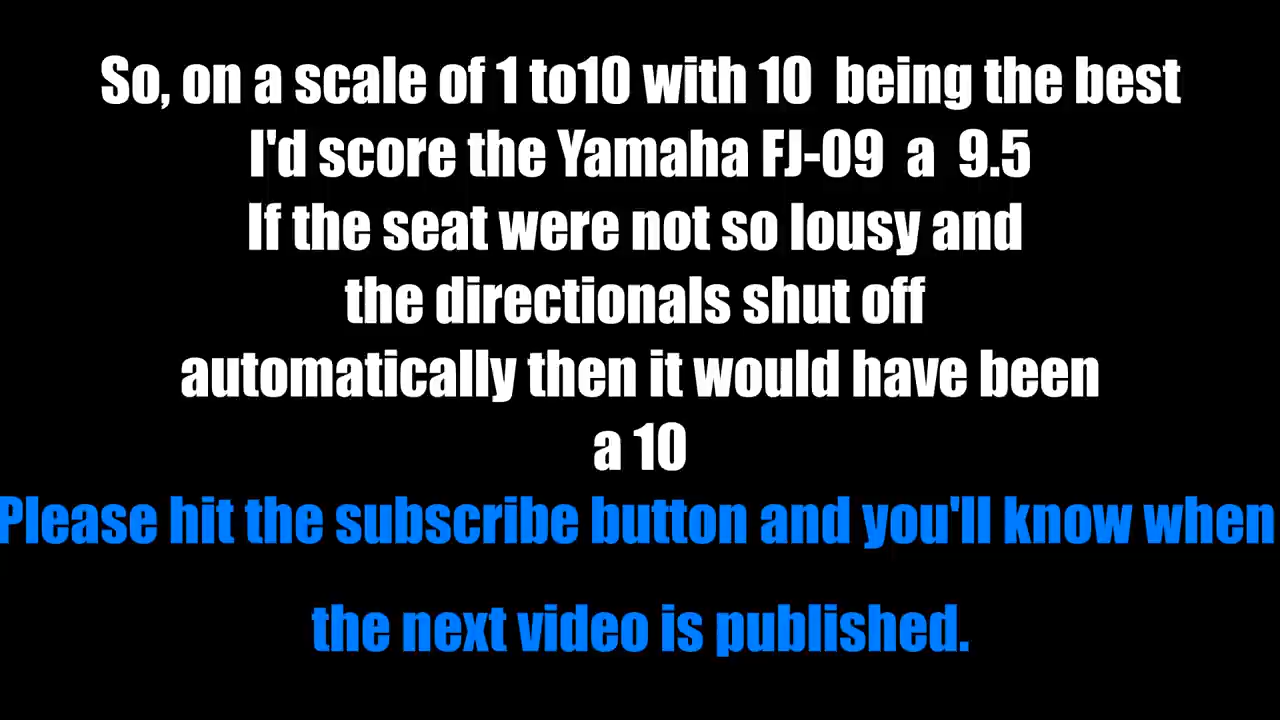 So, on a scale of 1 to10 with 10  being the best
I'd score the Yamaha FJ-09  a  9.5
If the seat were not so lousy and
the directionals shut off
automatically then it would have been
a 10
Please hit the subscribe button and you'll know when
the next video is published.